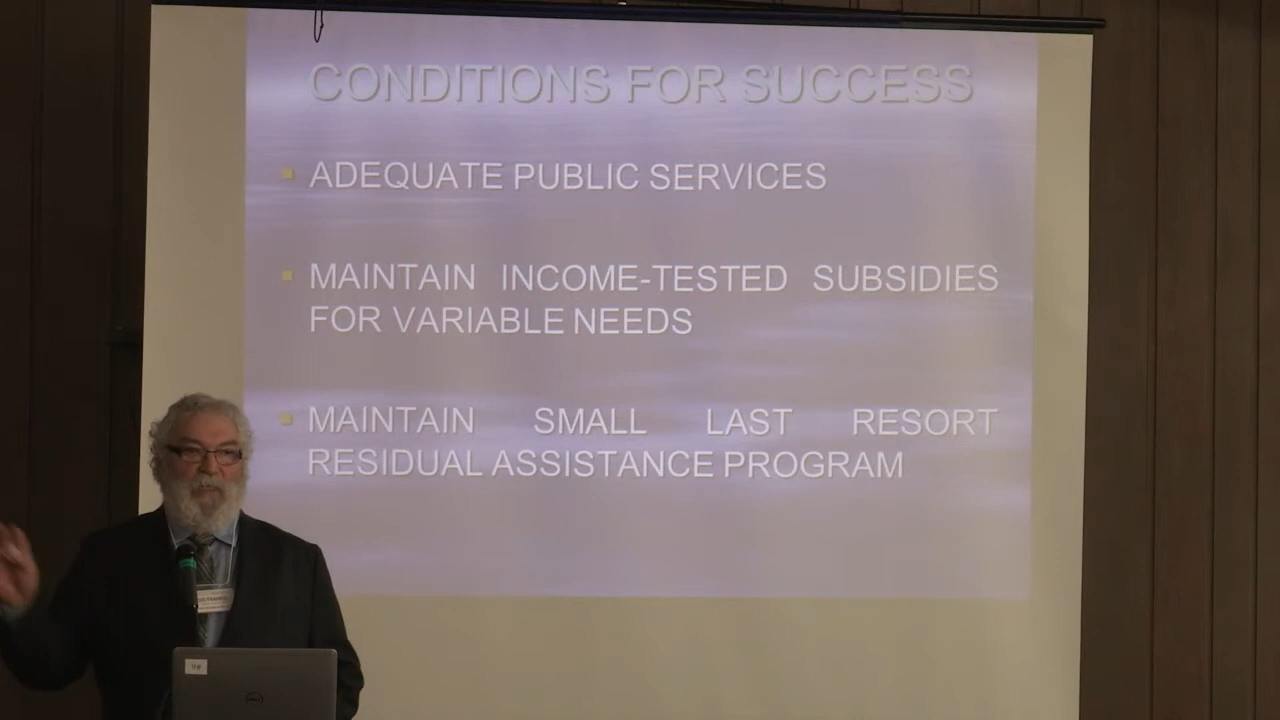 CONDITIONS FOR SUCCESS
ADEQUATE PUBLIC SERVICES
MAINTAIN INCOME-TESTED SUBSIDIES
FOR VARIABLE NEEDS
MAINTAIN SMALL LAST RESORT
RESIDUAL ASSISTANCE PROGRAM
DELL